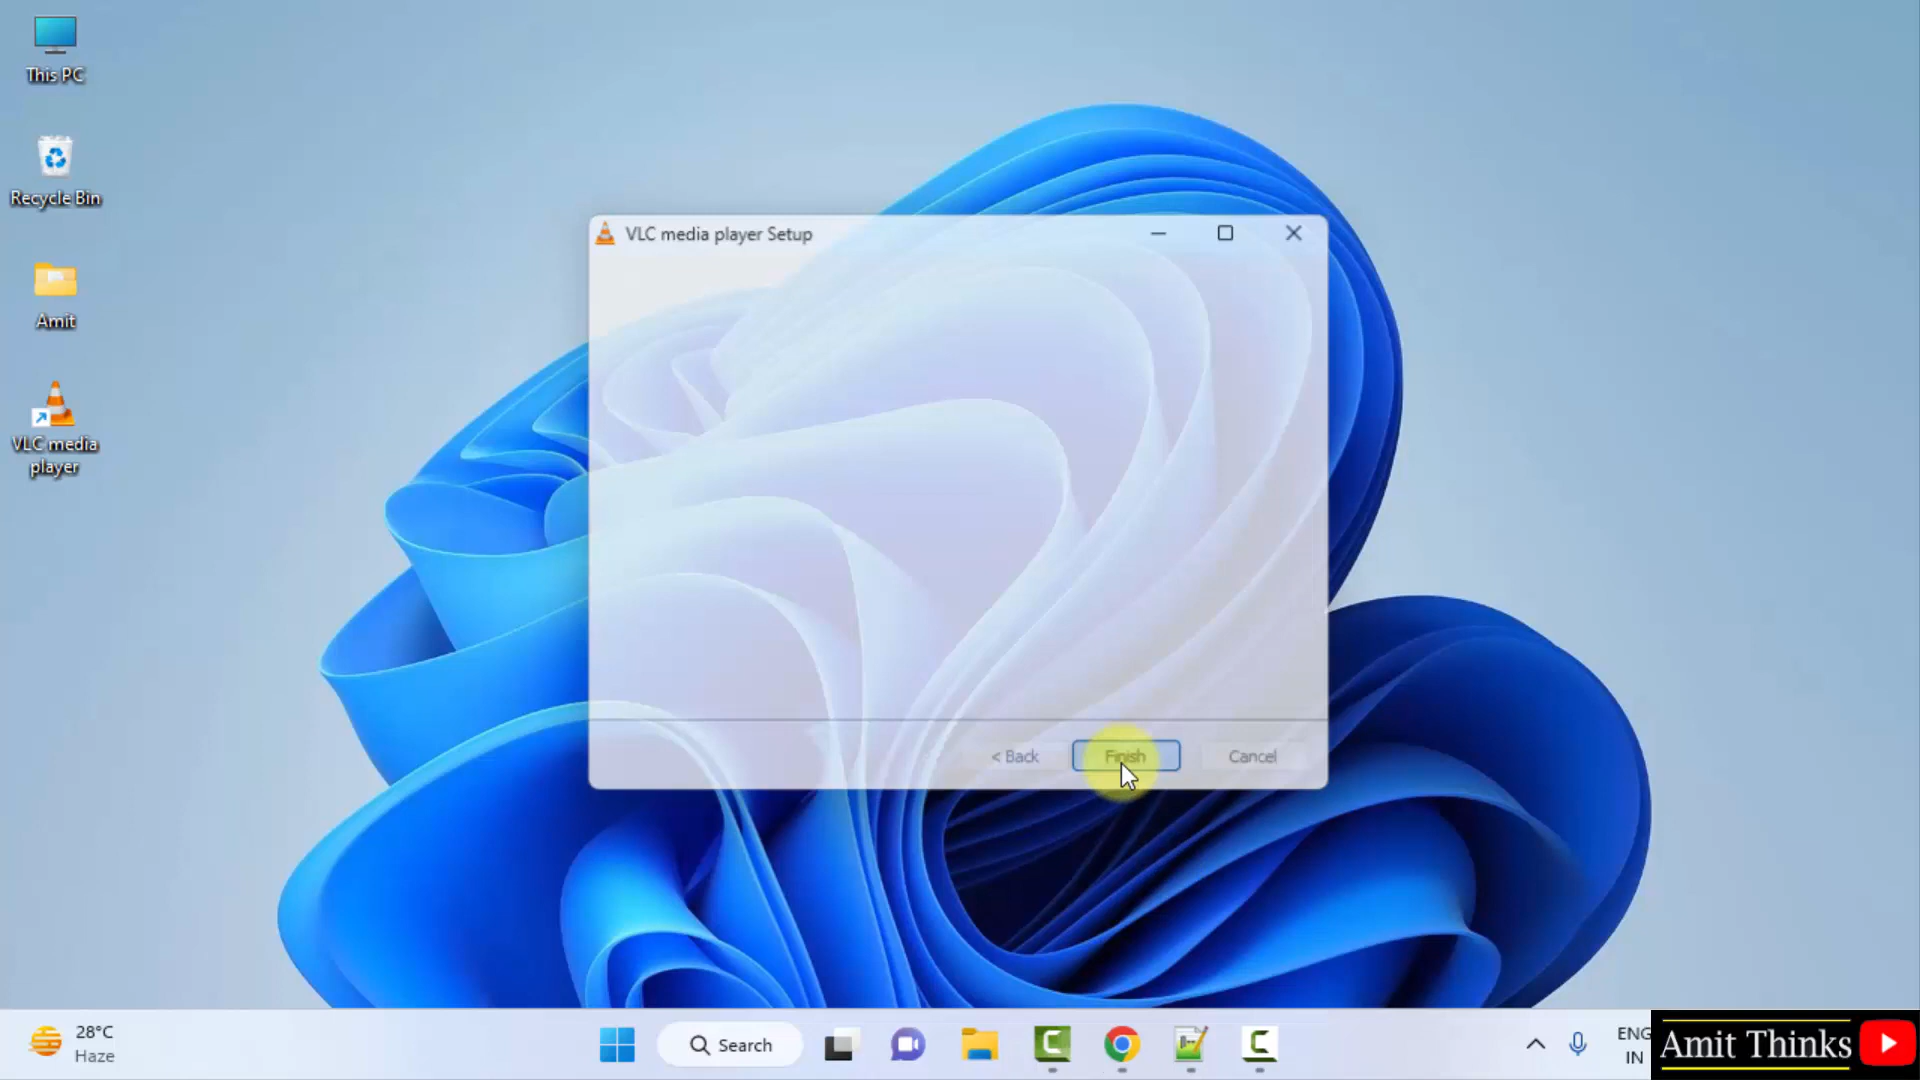 This PC
Recycle Bin
Amit
VLC media
player
VLC media player Setup
< Back
Finish
Cancel
28°C
Haze
Search
ENG
IN
Amit Thinks